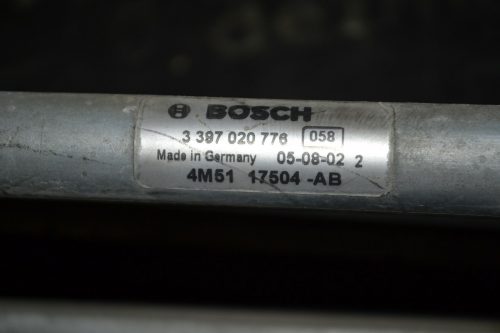 BOSCH
3 397 020 776 058
Made in Germany 05-08-02 2
4M51 17504 -AB